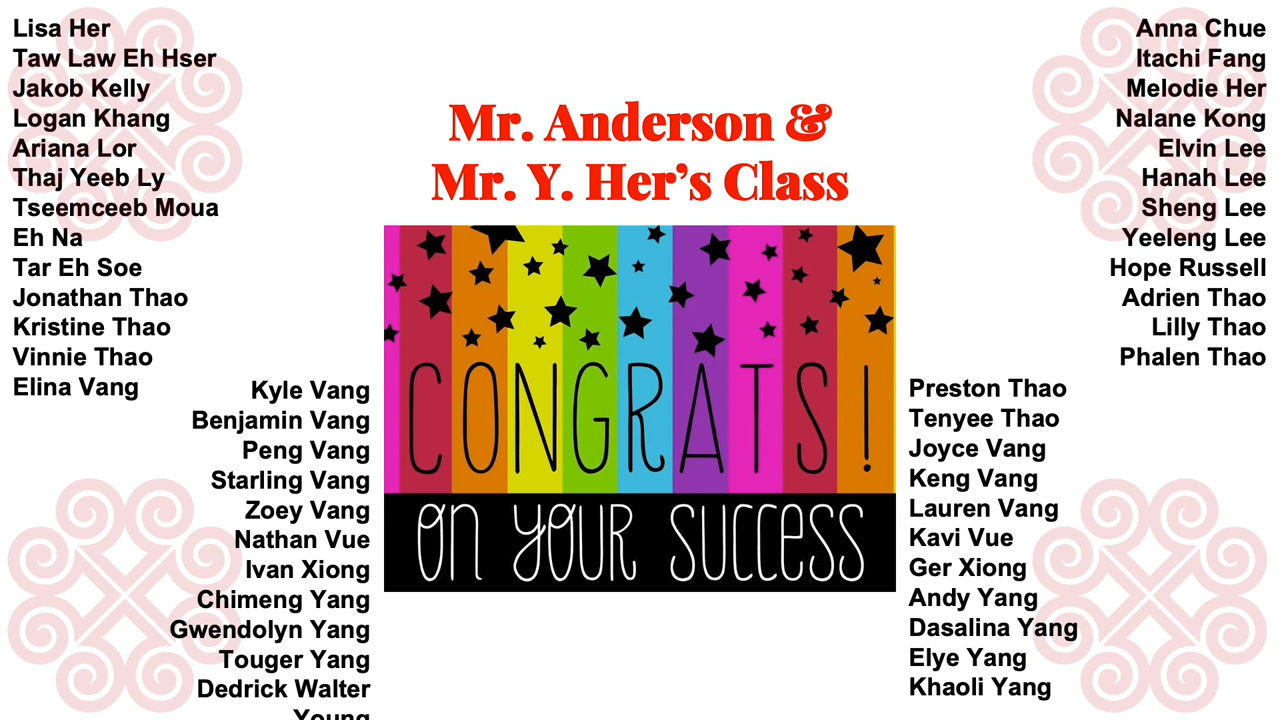 Lisa Her
Taw Law Eh Hser
Jakob Kelly
Logan Khang
Ariana Lor
Thaj Yeeb Ly
Tseemceeb Moua
Eh Na
Tar Eh Soe
Jonathan Thao
Kristine Thao
Vinnie Thao
Elina Vang
Kyle Vang
Benjamin Vang
Peng Vang
Starling Vang
Zoey Vang
Nathan Vue
Ivan Xiong
Chimeng Yang
Gwendolyn Yang
Touger Yang
Dedrick Walter
Young
Mr. Anderson &
Mr. Y. Her’s Class
CONGRATS!
on your success
Anna Chue
Itachi Fang
Melodie Her
Nalane Kong
Elvin Lee
Hanah Lee
Sheng Lee
Yeeleng Lee
Hope Russell
Adrien Thao
Lilly Thao
Phalen Thao
Preston Thao
Tenyee Thao
Joyce Vang
Keng Vang
Lauren Vang
Kavi Vue
Ger Xiong
Andy Yang
Dasalina Yang
Elye Yang
Khaoli Yang